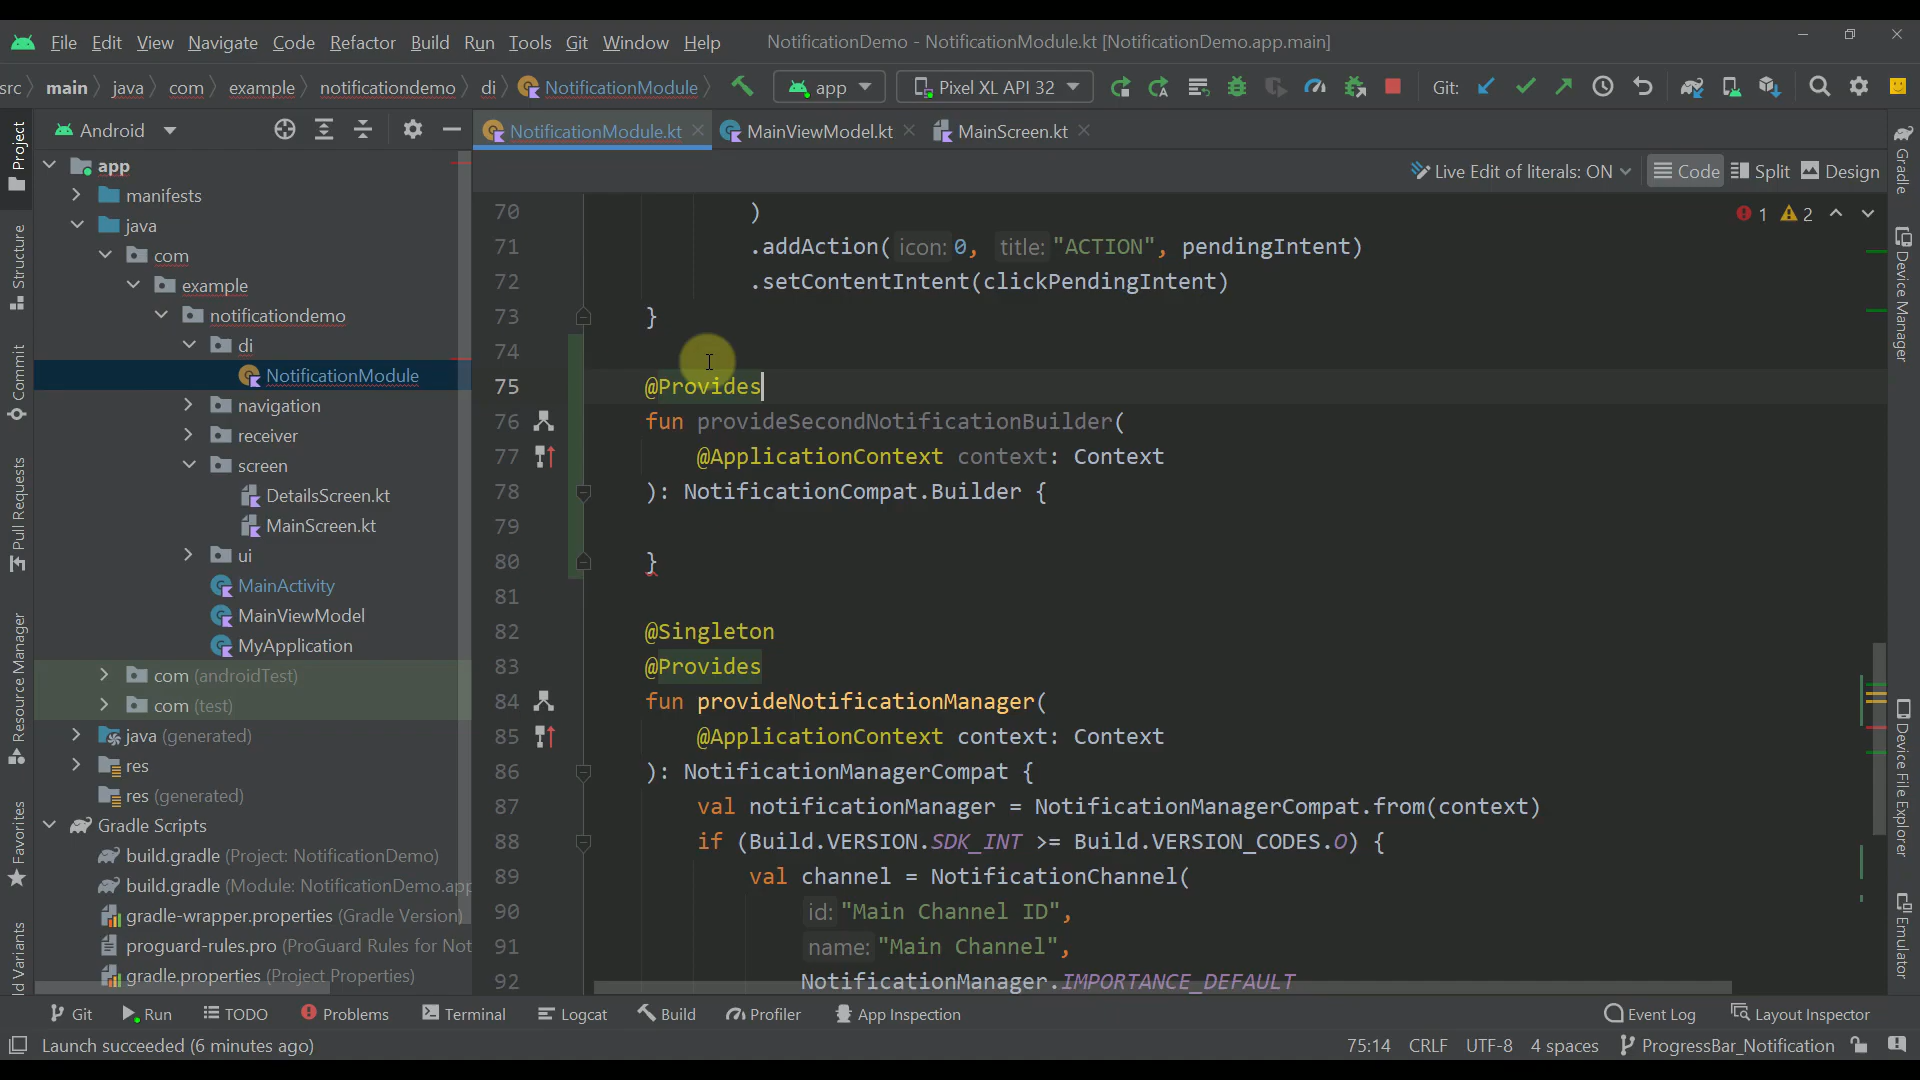 File Edit View Navigate Code Refactor Build Run Tools Git Window Help NotificationDemo - NotificationModule.kt [NotificationDemo.app.main]
src main java com example notificationdemo di NotificationModule app Pixel XL API 32 Git:
Android
NotificationModule.kt MainViewModel.kt MainScreen.kt
Live Edit of literals: ON Code Split Design
Project
Structure
Commit
Pull Requests
Resource Manager
Favorites
ld Variants
app
manifests
java
com
example
notificationdemo
di
NotificationModule
navigation
receiver
screen
DetailsScreen.kt
MainScreen.kt
ui
MainActivity
MainViewModel
MyApplication
com (androidTest)
com (test)
java (generated)
res
res (generated)
Gradle Scripts
build.gradle (Project: NotificationDemo)
build.gradle (Module: NotificationDemo.app
gradle-wrapper.properties (Gradle Version)
proguard-rules.pro (ProGuard Rules for Not
gradle.properties (Project Properties)
1 2
70 )
71 .addAction( icon: 0, title: "ACTION", pendingIntent)
72 .setContentIntent(clickPendingIntent)
73 }
74
75 @Provides
76 fun provideSecondNotificationBuilder(
77 @ApplicationContext context: Context
78 ): NotificationCompat.Builder {
79
80 }
81
82 @Singleton
83 @Provides
84 fun provideNotificationManager(
85 @ApplicationContext context: Context
86 ): NotificationManagerCompat {
87 val notificationManager = NotificationManagerCompat.from(context)
88 if (Build.VERSION.SDK_INT >= Build.VERSION_CODES.O) {
89 val channel = NotificationChannel(
90 id: "Main Channel ID",
91 name: "Main Channel",
92 NotificationManager.IMPORTANCE_DEFAULT
Gradle
Device Manager
Device File Explorer
Emulator
Git Run TODO Problems Terminal Logcat Build Profiler App Inspection Event Log Layout Inspector
Launch succeeded (6 minutes ago) 75:14 CRLF UTF-8 4 spaces ProgressBar_Notification